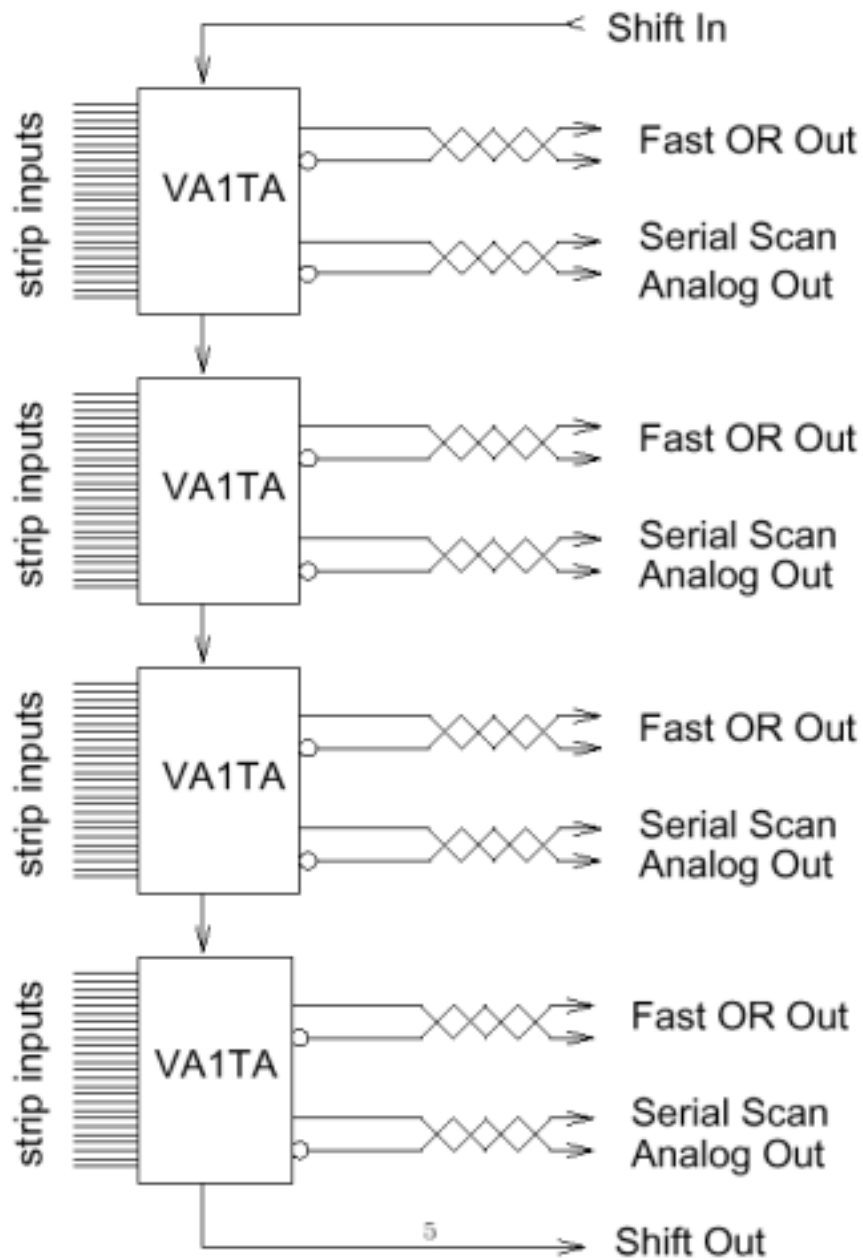 Shift In
strip inputs
VA1TA
Fast OR Out
Serial Scan
Analog Out
strip inputs
VA1TA
Fast OR Out
Serial Scan
Analog Out
strip inputs
VA1TA
Fast OR Out
Serial Scan
Analog Out
strip inputs
VA1TA
Fast OR Out
Serial Scan
Analog Out
5
Shift Out